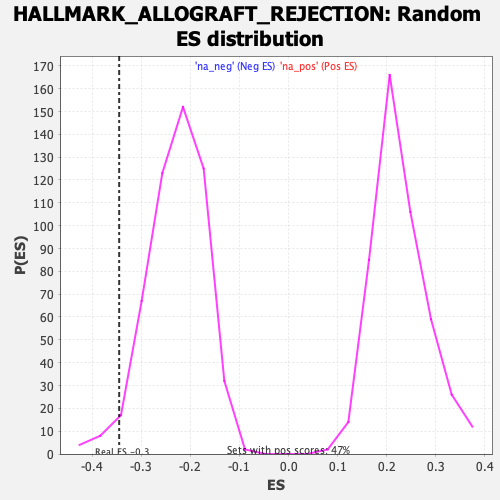 HALLMARK_ALLOGRAFT_REJECTION: Random
ES distribution
'na_neg' (Neg ES) 'na_pos' (Pos ES)
170
160
150
140
130
120
110
100
90
80
70
60
50
40
30
20
10
0
P(ES)
Real ES -0,3
Sets with pos scores: 47%
-0.4 -0.3 -0.2 -0.1 0.0 0.1 0.2 0.3 0.4
ES